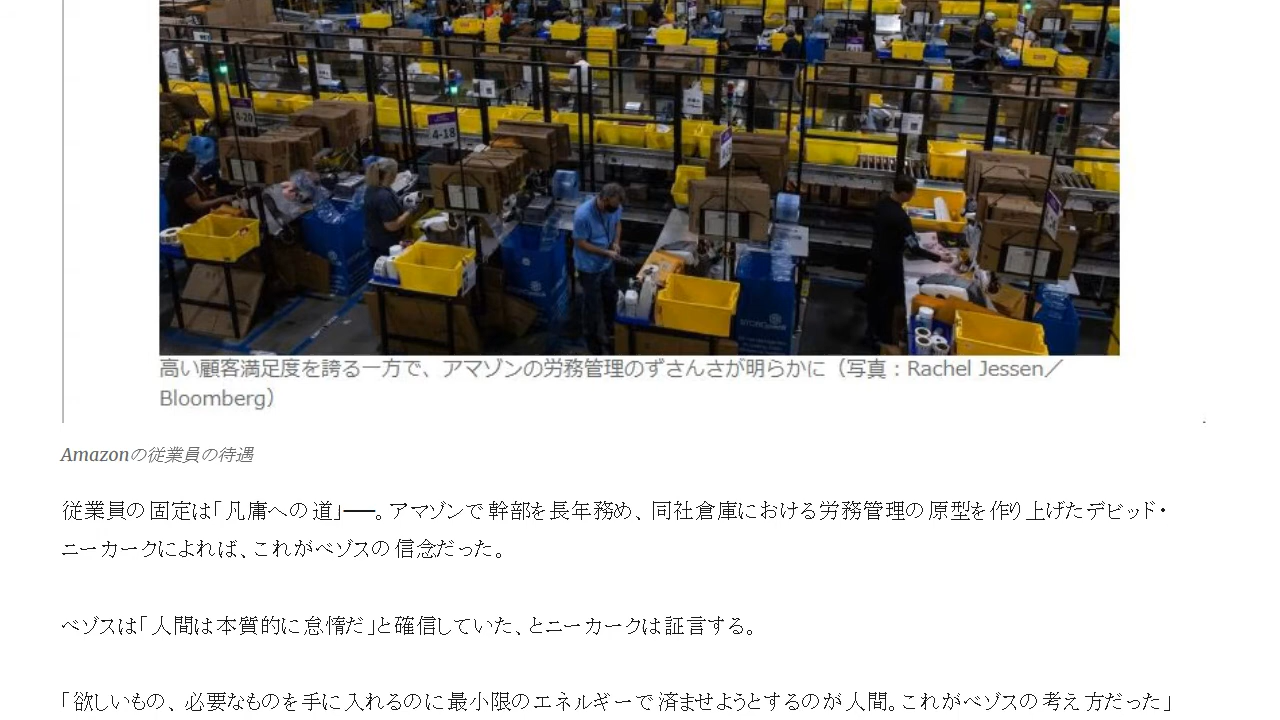 4-20
4-18
高い顧客満足度を誇る一方で、アマゾンの労務管理のずさんさが明らかに（写真：Rachel Jessen／
Bloomberg）
Amazonの従業員の待遇
従業員の固定は「凡庸への道」──。アマゾンで幹部を長年務め、同社倉庫における労務管理の原型を作り上げたデビッド・
ニーカークによれば、これがベゾスの信念だった。
ベゾスは「人間は本質的に怠惰だ」と確信していた、とニーカークは証言する。
「欲しいもの、必要なものを手に入れるのに最小限のエネルギーで済ませようとするのが人間。これがベゾスの考え方だった」